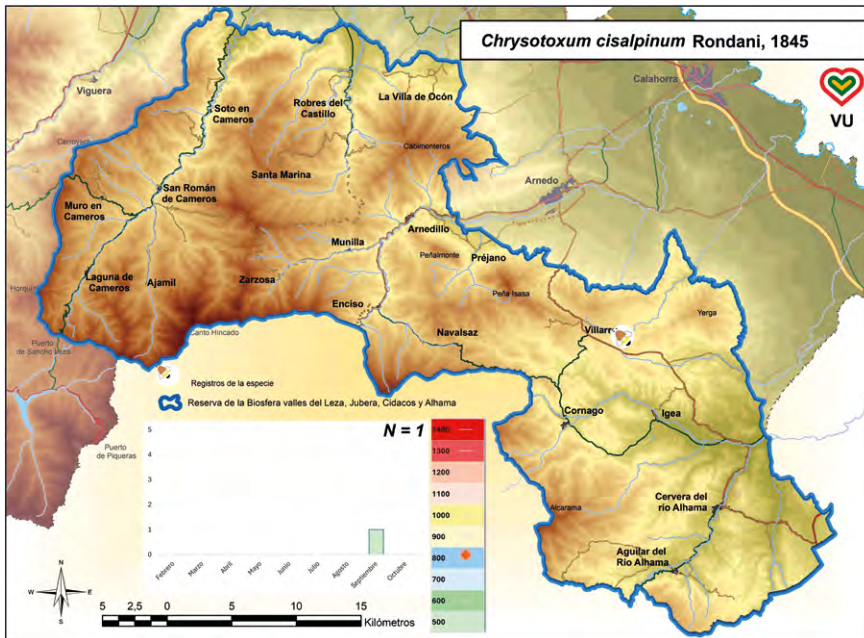 Chrysotoxum cisalpinum Rondani, 1845
VU
Viguera
Calahorra
Soto en
Cameros
Robres del
Castillo
La Villa de Ocón
Cabimonteros
Santa Marina
Arnedo
San Román
de Cameros
Muro en
Cameros
Arnedillo
Munilla
Peñalmonte
Préjano
Laguna de
Cameros
Ajamil
Zarzosa
Peña Isasa
Enciso
Yerga
Navalsaz
Canto Hincado
Puerto
de Sancho Leza
Registros de la especie
Reserva de la Biosfera valles del Leza, Jubera, Cidacos y Alhama
Cornago
Igea
Puerto
de Piqueras
Alcarama
Cervera del
río Alhama
Aguilar del
Río Alhama
N = 1
5
4
3
2
1
0
Febrero
Marzo
Abril
Mayo
Junio
Julio
Agosto
Septiembre
Octubre
1400
1300
1200
1100
1000
900
800
700
600
500
N
W
E
S
5
2,5
0
5
10
15
Kilómetros